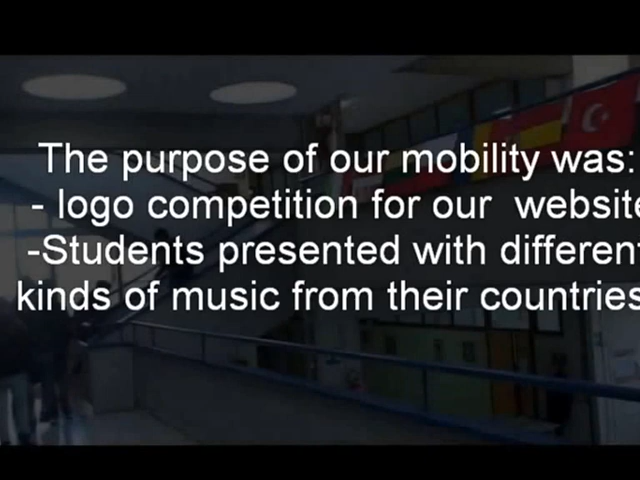 The purpose of our mobility was:
- logo competition for our  website
-Students presented with different
kinds of music from their countries